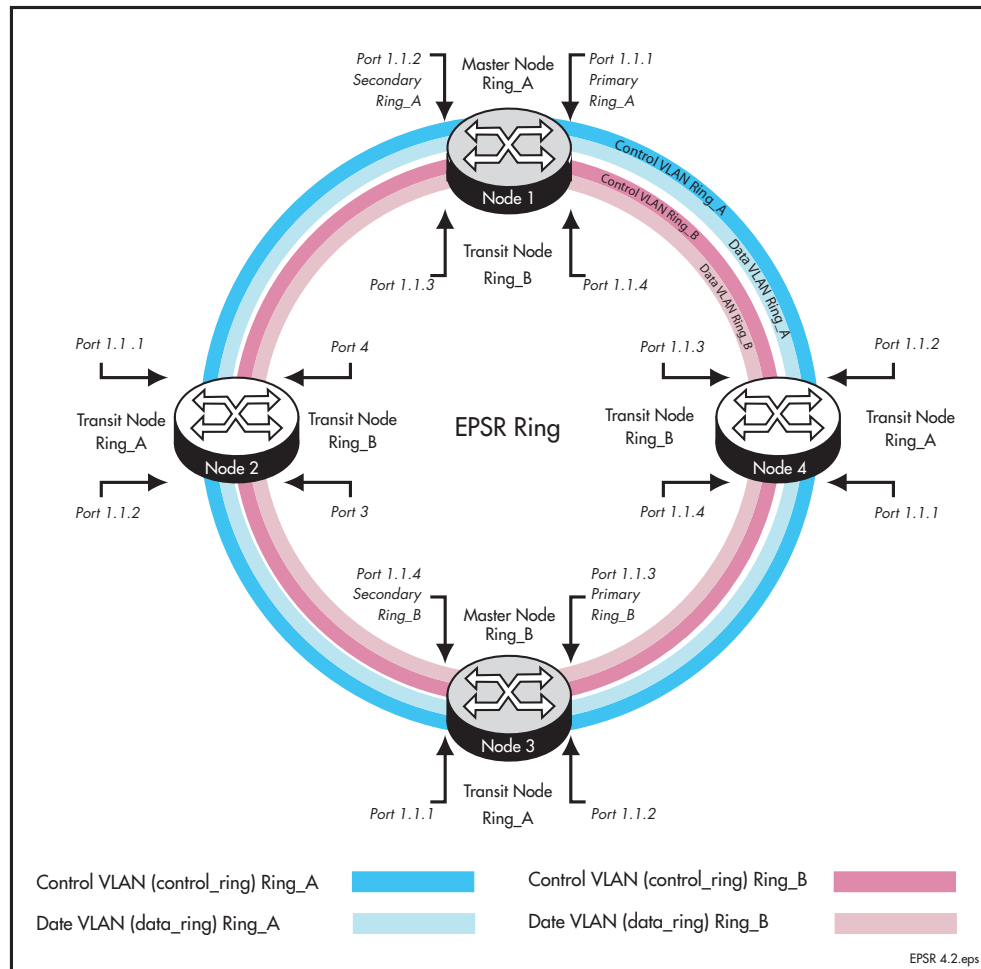 Port 1.1.2
Secondary
Ring_A
Master Node
Ring_A
Port 1.1.1
Primary
Ring_A
Control VLAN Ring_A
Data VLAN Ring_A
Control VLAN Ring_B
Data VLAN Ring_B
Node 1
Port 1.1.3
Transit Node
Ring_B
Port 1.1.4
Port 1.1 .1
Port 4
Port 1.1.3
Port 1.1.2
Transit Node
Ring_A
Transit Node
Ring_B
EPSR Ring
Transit Node
Ring_B
Transit Node
Ring_A
Node 2
Node 4
Port 1.1.2
Port 3
Port 1.1.4
Port 1.1.1
Port 1.1.4
Secondary
Ring_B
Master Node
Ring_B
Port 1.1.3
Primary
Ring_B
Node 3
Port 1.1.1
Transit Node
Ring_A
Port 1.1.2
Control VLAN (control_ring) Ring_A
Control VLAN (control_ring) Ring_B
Date VLAN (data_ring) Ring_A
Date VLAN (data_ring) Ring_B
EPSR 4.2.eps